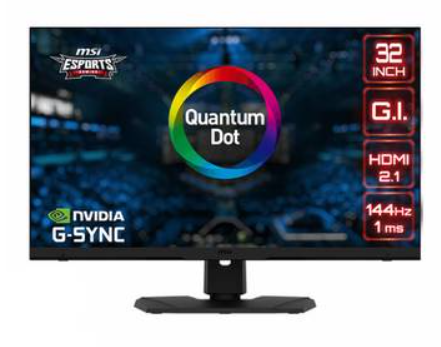 msi
ESPORTS
GAMING
Quantum
Dot
NVIDIA
G-SYNC
32
INCH
G.I.
HDMI
2.1
144Hz
1 ms